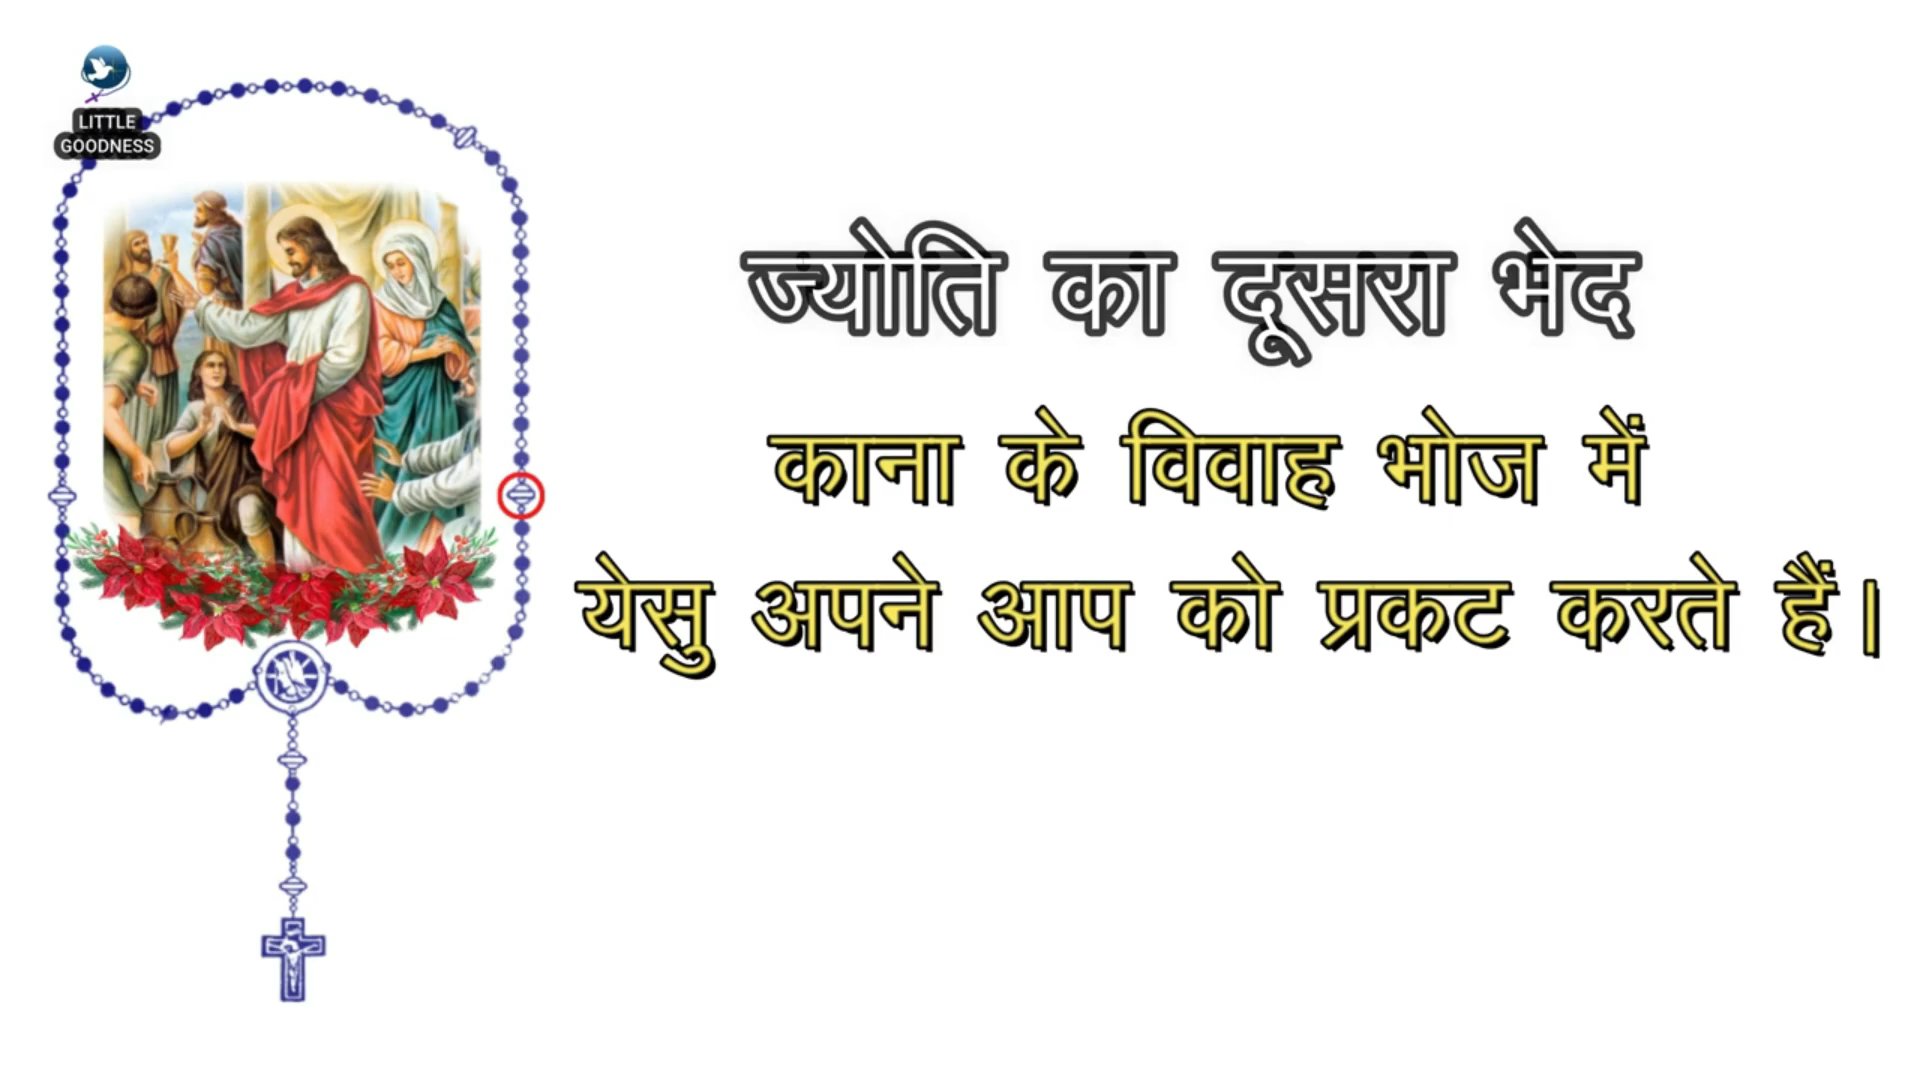 LITTLE
GOODNESS
ज्योति का दूसरा भेद
काना के विवाह भोज में
येसु अपने आप को प्रकट करते हैं।